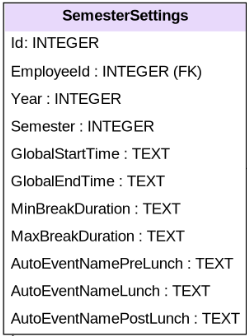 SemesterSettings
Id: INTEGER
EmployeeId : INTEGER (FK)
Year : INTEGER
Semester : INTEGER
GlobalStartTime : TEXT
GlobalEndTime : TEXT
MinBreakDuration : TEXT
MaxBreakDuration : TEXT
AutoEventNamePreLunch : TEXT
AutoEventNameLunch : TEXT
AutoEventNamePostLunch : TEXT